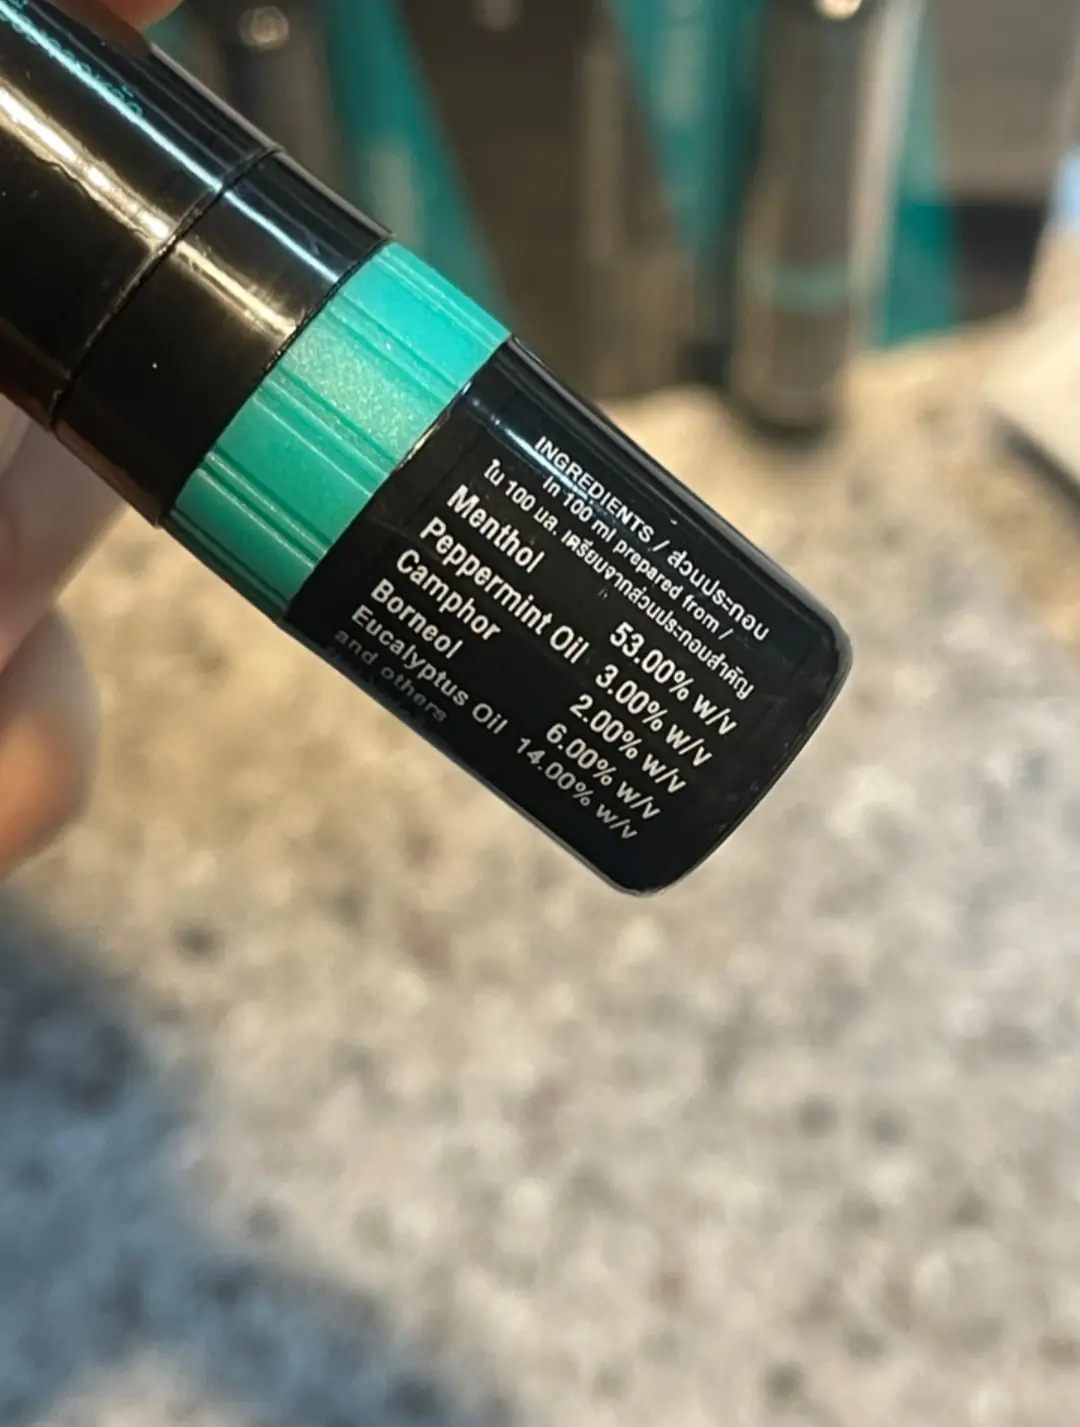 INGREDIENTS / ส่วนประกอบ
In 100 ml prepared from /
ใน 100 มล. เตรียมจากส่วนประกอบสำคัญ
Menthol 53.00% w/v
Peppermint Oil 3.00% w/v
Camphor 2.00% w/v
Borneol 6.00% w/v
Eucalyptus Oil 14.00% w/v
and others